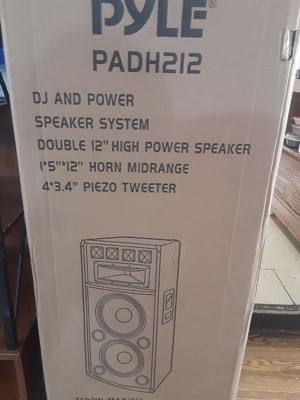 PYLE®
PADH212
DJ AND POWER
SPEAKER SYSTEM
DOUBLE 12" HIGH POWER SPEAKER
1*5"*12" HORN MIDRANGE
4*3.4" PIEZO TWEETER